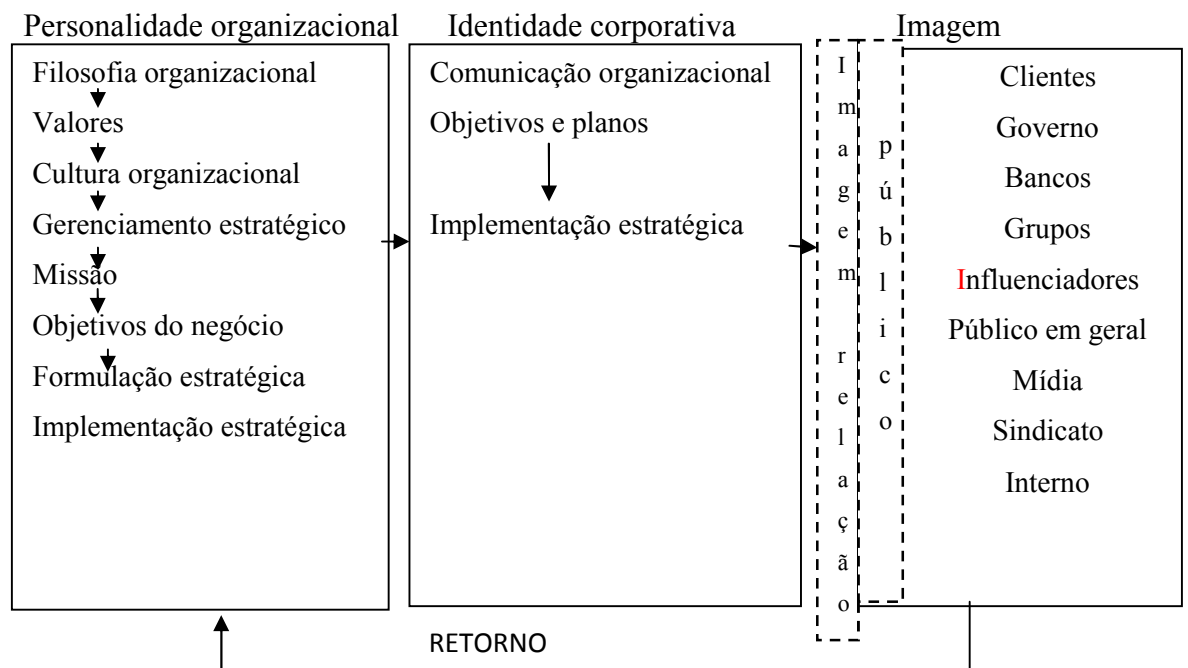 Personalidade organizacional
Identidade corporativa
Imagem
Filosofia organizacional
Valores
Cultura organizacional
Gerenciamento estratégico
Missão
Objetivos do negócio
Formulação estratégica
Implementação estratégica
Comunicação organizacional
Objetivos e planos
Implementação estratégica
Imagem relação
público
Clientes
Governo
Bancos
Grupos
Influenciadores
Público em geral
Mídia
Sindicato
Interno
RETORNO